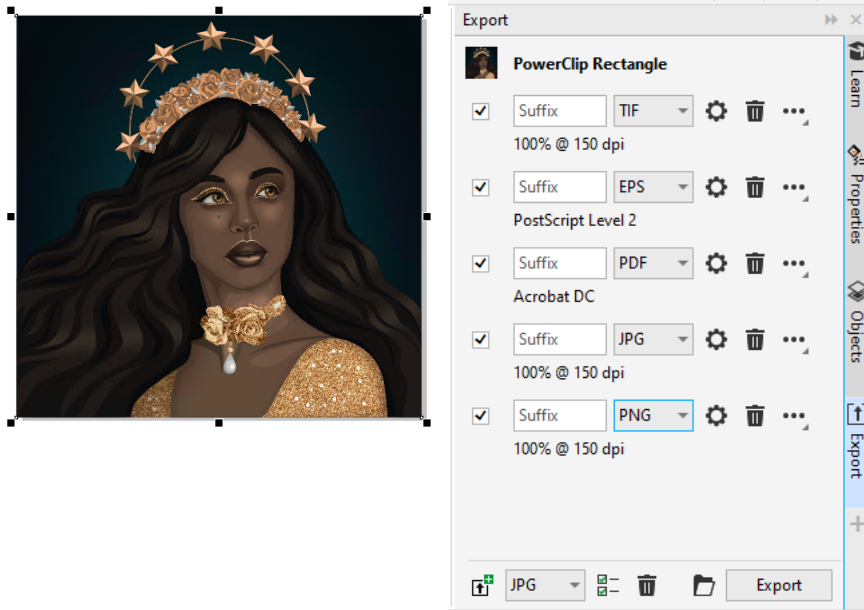 Export
PowerClip Rectangle
Suffix TIF
100% @ 150 dpi
Suffix EPS
PostScript Level 2
Suffix PDF
Acrobat DC
Suffix JPG
100% @ 150 dpi
Suffix PNG
100% @ 150 dpi
JPG Export
Learn
Properties
Objects
Export